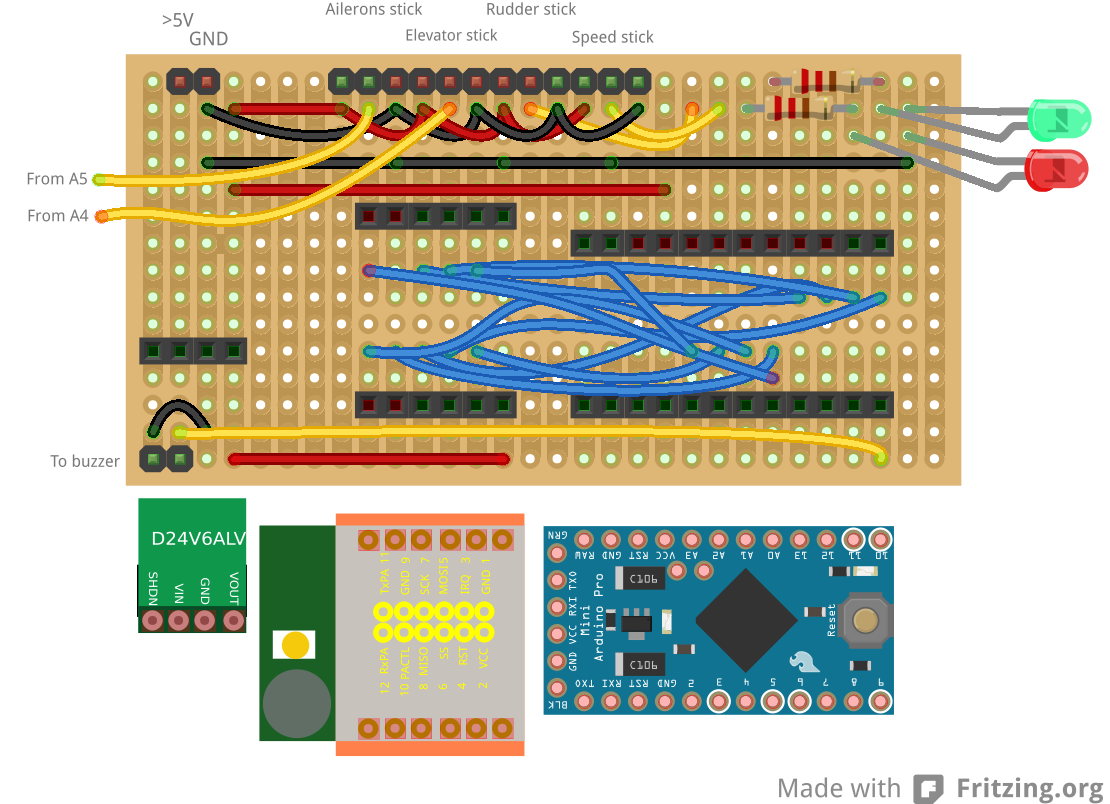 Ailerons stick
Rudder stick
>5V
GND
Elevator stick
Speed stick
From A5
From A4
To buzzer
D24V6ALV
SHDN
VIN
GND
VOUT
TxPA 11
GND 9
SCK 7
MOSI5
IRQ 3
GND 1
12 RxPA
10 PACTL
8 MISO
6 SS
4 RST
2 VCC
GRN
RAW
GND
RST
VCC
A3
A2
A1
A0
13
12
11
10
TXO
RXI
VCC
GND
BLK
Mini
Arduino Pro
C106
C106
Reset
TXO
RXI
RST
GND
2
3
4
5
6
7
8
9
Made with Fritzing.org